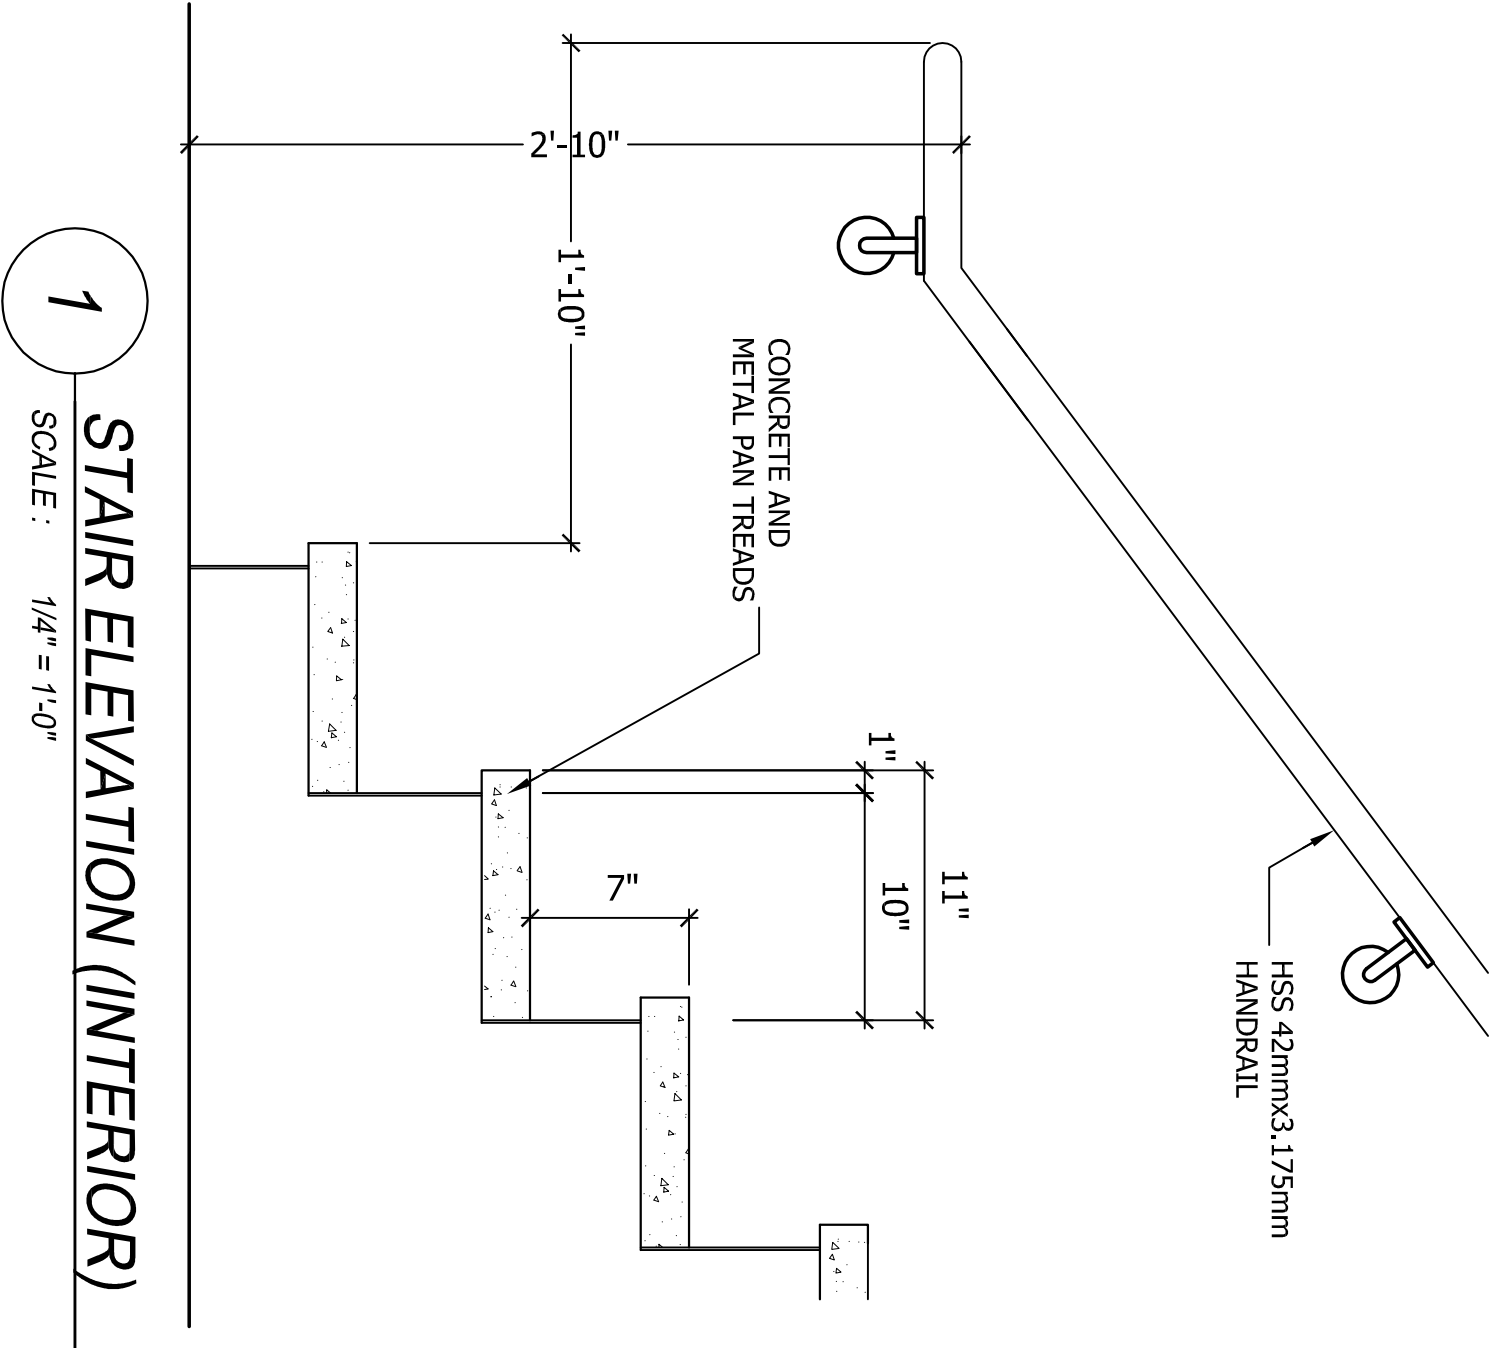 HSS 42mmx3.175mm
HANDRAIL
2'-10"
1'-10"
CONCRETE AND
METAL PAN TREADS
11"
1"
10"
7"
1
STAIR ELEVATION (INTERIOR)
SCALE : 1/4" = 1'-0"